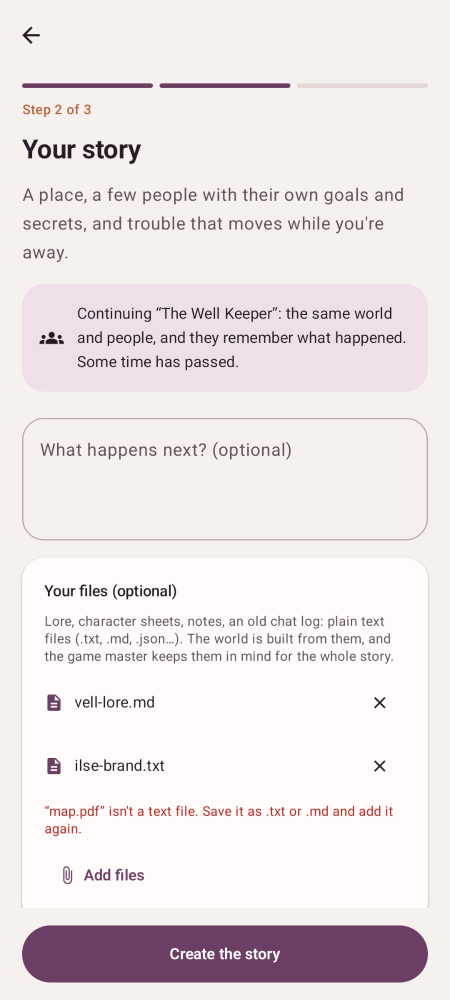 Step 2 of 3
Your story
A place, a few people with their own goals and
secrets, and trouble that moves while you're
away.
Continuing “The Well Keeper”: the same world
and people, and they remember what happened.
Some time has passed.
What happens next? (optional)
Your files (optional)
Lore, character sheets, notes, an old chat log: plain text
files (.txt, .md, .json…). The world is built from them, and
the game master keeps them in mind for the whole story.
vell-lore.md
ilse-brand.txt
“map.pdf” isn't a text file. Save it as .txt or .md and add it
again.
Add files
Create the story